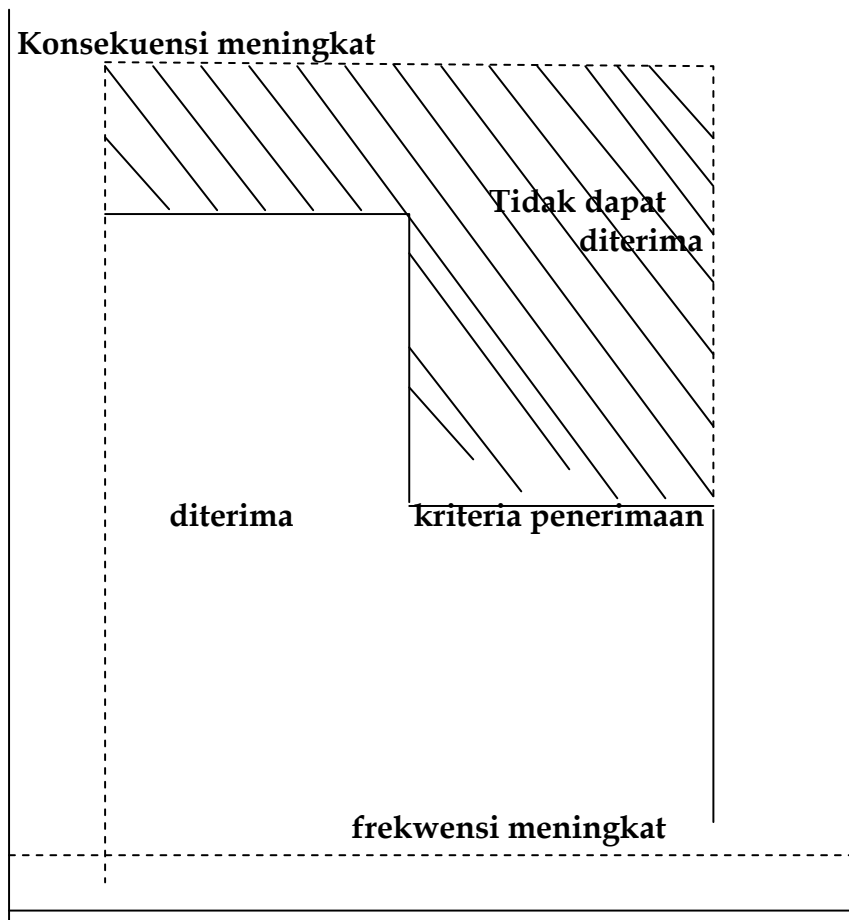 Konsekuensi meningkat
Tidak dapat
diterima
diterima
kriteria penerimaan
frekwensi meningkat